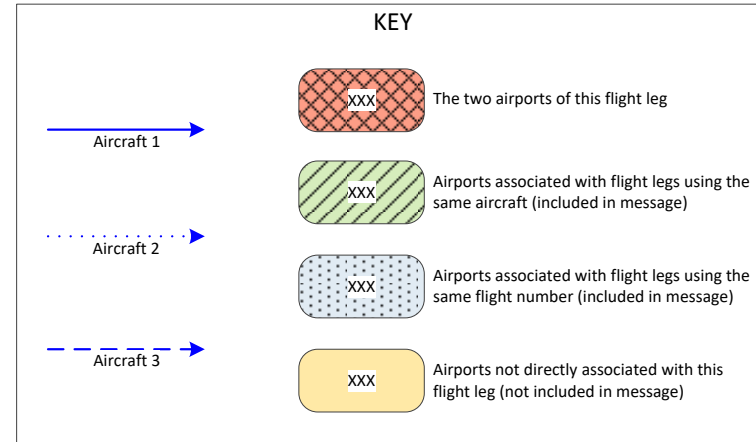 KEY
XXX
The two airports of this flight leg
Aircraft 1
XXX
Airports associated with flight legs using the
same aircraft (included in message)
Aircraft 2
XXX
Airports associated with flight legs using the
same flight number (included in message)
Aircraft 3
XXX
Airports not directly associated with this
flight leg (not included in message)